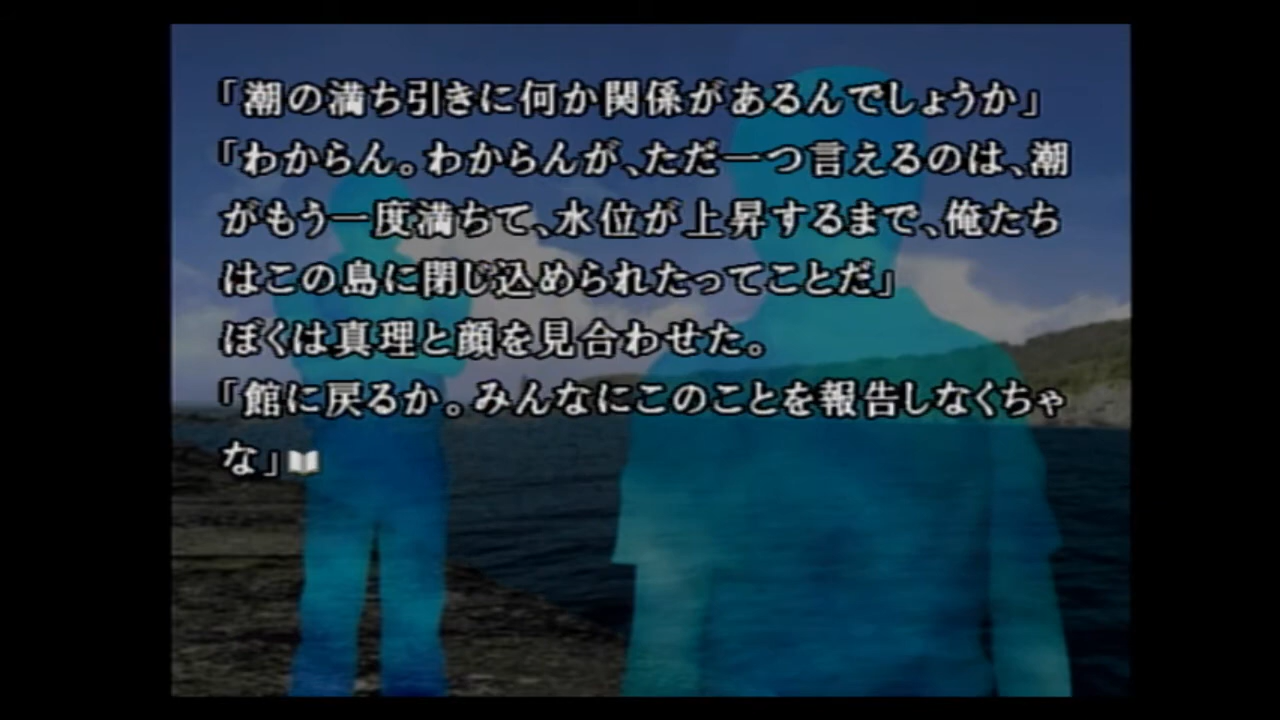 「潮の満ち引きに何か関係があるんでしょうか」
「わからん。わからんが、ただ一つ言えるのは、潮
がもう一度満ちて、水位が上昇するまで、俺たち
はこの島に閉じ込められたってことだ」
ぼくは真理と顔を見合わせた。
「館に戻るか。みんなにこのことを報告しなくちゃ
な」